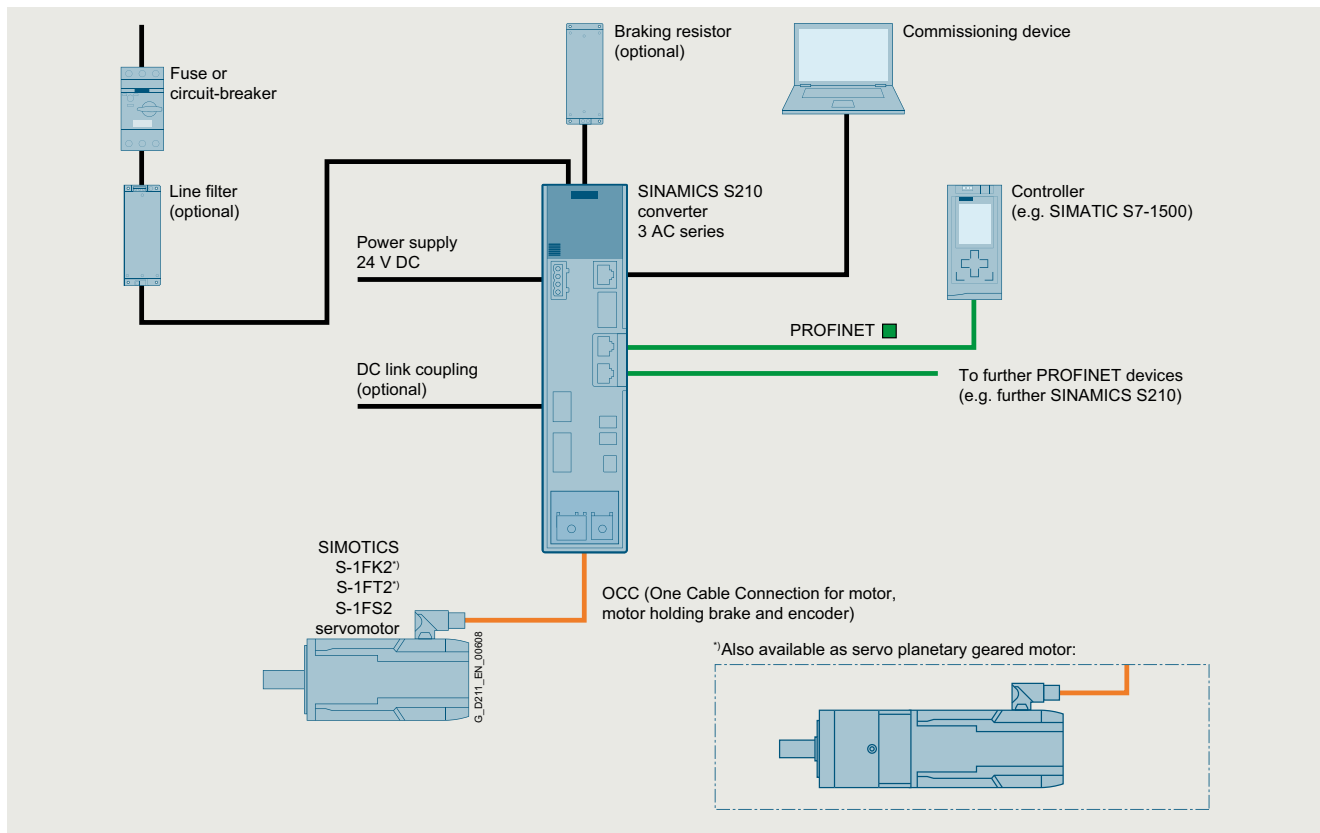 Fuse or
circuit-breaker
Braking resistor
(optional)
Commissioning device
Line filter
(optional)
SINAMICS S210
converter
3 AC series
Controller
(e.g. SIMATIC S7-1500)
Power supply
24 V DC
PROFINET
DC link coupling
(optional)
To further PROFINET devices
(e.g. further SINAMICS S210)
SIMOTICS
S-1FK2*)
S-1FT2*)
S-1FS2
servomotor
OCC (One Cable Connection for motor,
motor holding brake and encoder)
G_D211_EN_00608
*)Also available as servo planetary geared motor: